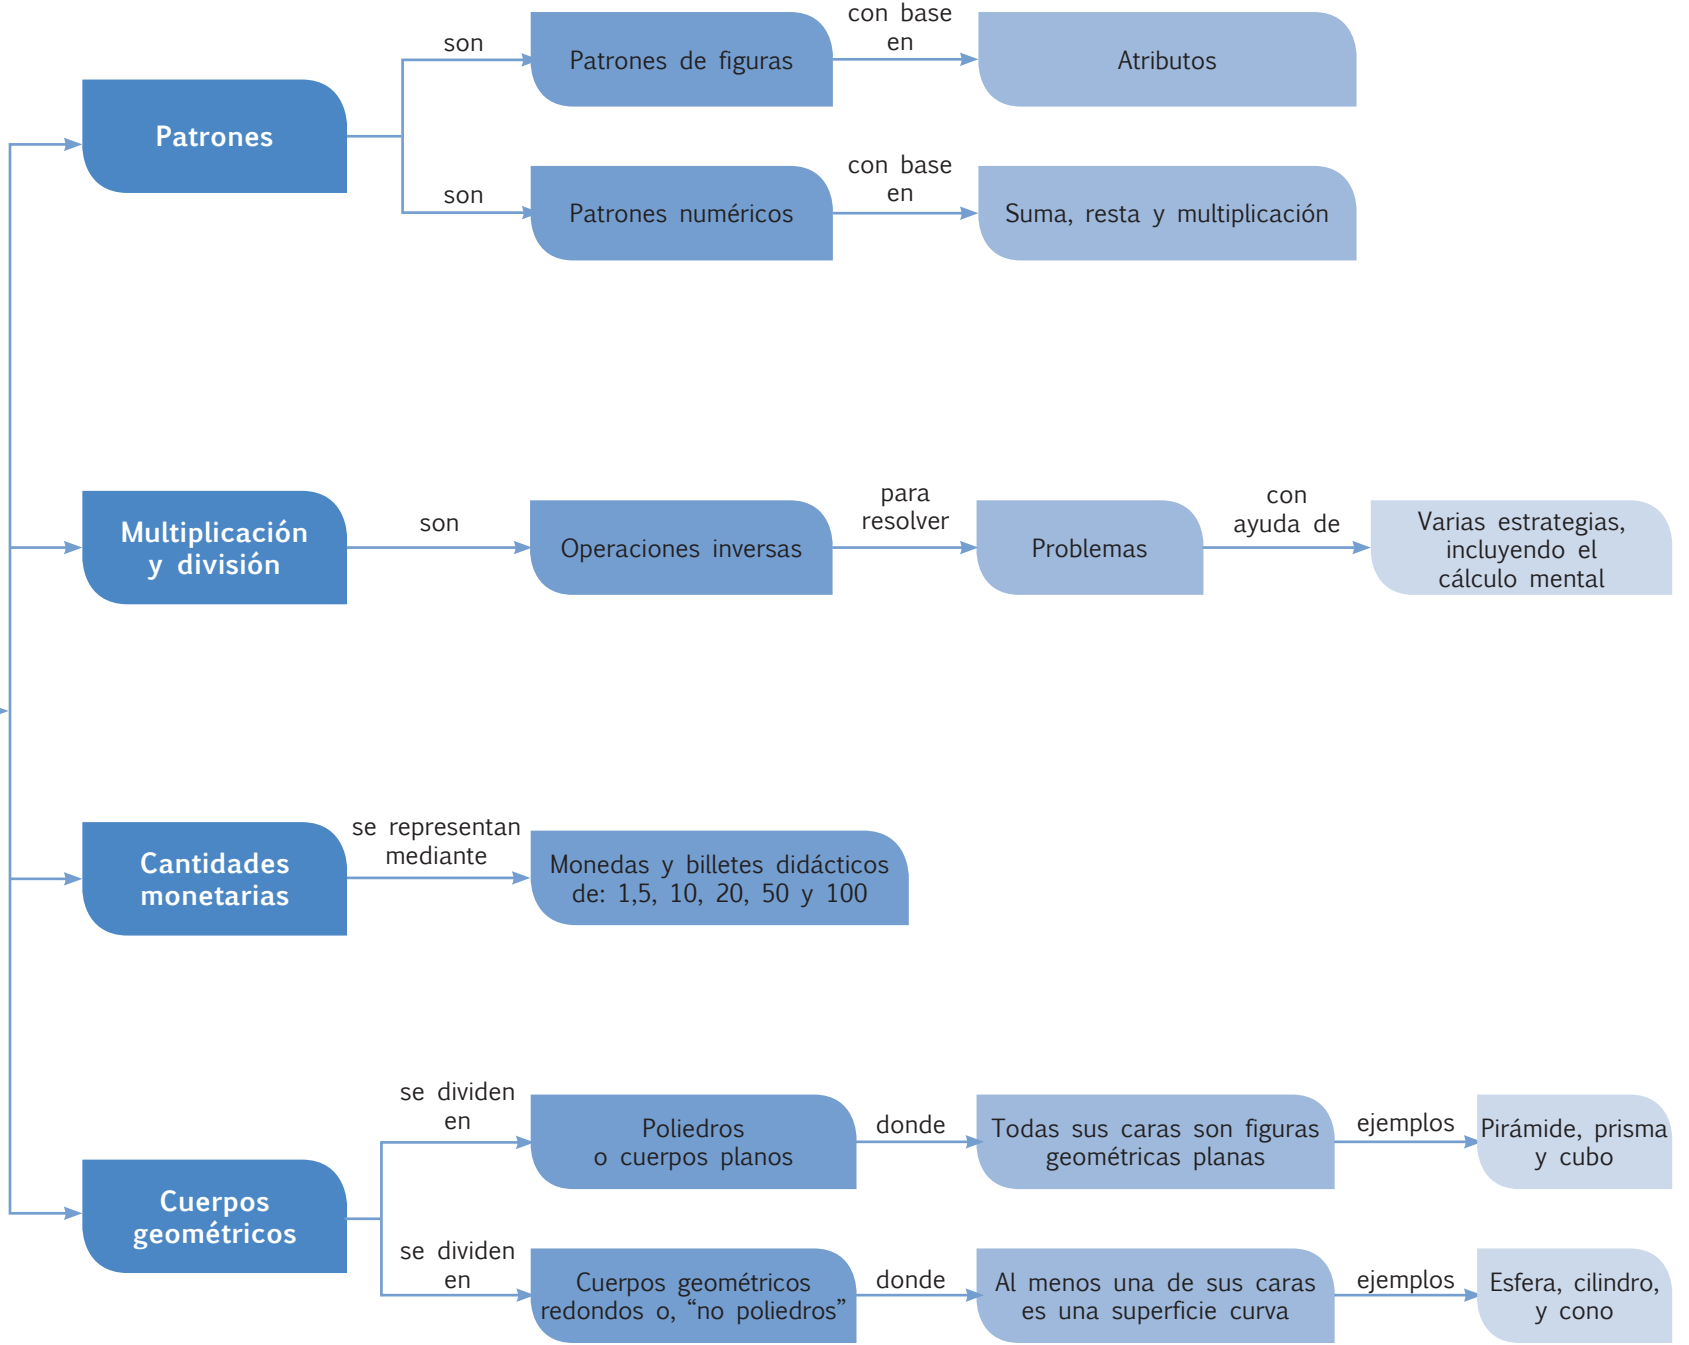 Patrones
son
Patrones de figuras
con base
en
Atributos
son
Patrones numéricos
con base
en
Suma, resta y multiplicación
Multiplicación
y división
son
Operaciones inversas
para
resolver
Problemas
con
ayuda de
Varias estrategias,
incluyendo el
cálculo mental
Cantidades
monetarias
se representan
mediante
Monedas y billetes didácticos
de: 1,5, 10, 20, 50 y 100
Cuerpos
geométricos
se dividen
en
Poliedros
o cuerpos planos
donde
Todas sus caras son figuras
geométricas planas
ejemplos
Pirámide, prisma
y cubo
se dividen
en
Cuerpos geométricos
redondos o, “no poliedros”
donde
Al menos una de sus caras
es una superficie curva
ejemplos
Esfera, cilindro,
y cono